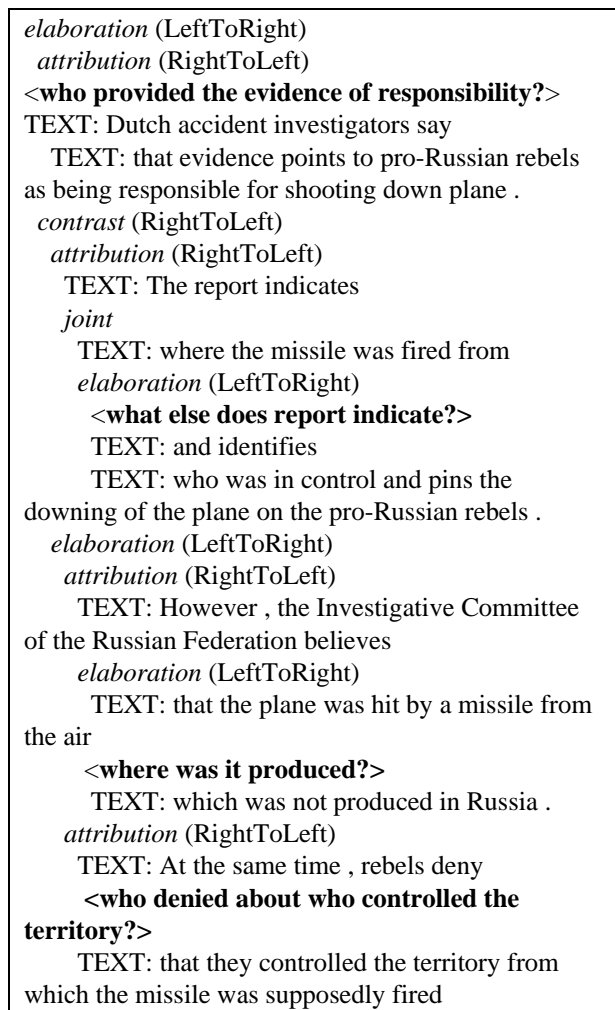 elaboration (LeftToRight)
attribution (RightToLeft)
<who provided the evidence of responsibility?>
TEXT: Dutch accident investigators say
TEXT: that evidence points to pro-Russian rebels
as being responsible for shooting down plane .
contrast (RightToLeft)
attribution (RightToLeft)
TEXT: The report indicates
joint
TEXT: where the missile was fired from
elaboration (LeftToRight)
<what else does report indicate?>
TEXT: and identifies
TEXT: who was in control and pins the
downing of the plane on the pro-Russian rebels .
elaboration (LeftToRight)
attribution (RightToLeft)
TEXT: However , the Investigative Committee
of the Russian Federation believes
elaboration (LeftToRight)
TEXT: that the plane was hit by a missile from
the air
<where was it produced?>
TEXT: which was not produced in Russia .
attribution (RightToLeft)
TEXT: At the same time , rebels deny
<who denied about who controlled the
territory?>
TEXT: that they controlled the territory from
which the missile was supposedly fired